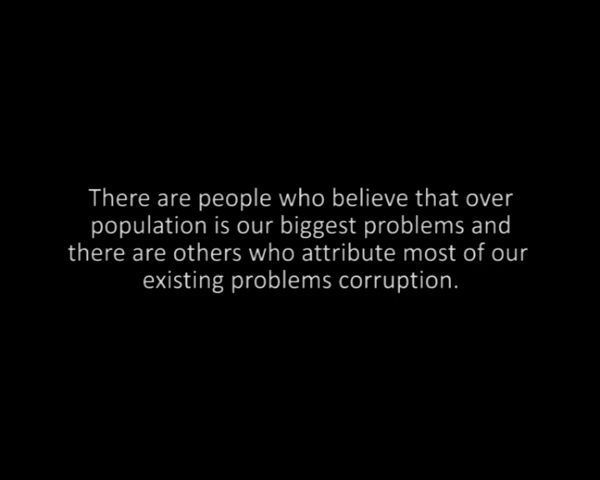 There are people who believe that over
population is our biggest problems and
there are others who attribute most of our
existing problems corruption.